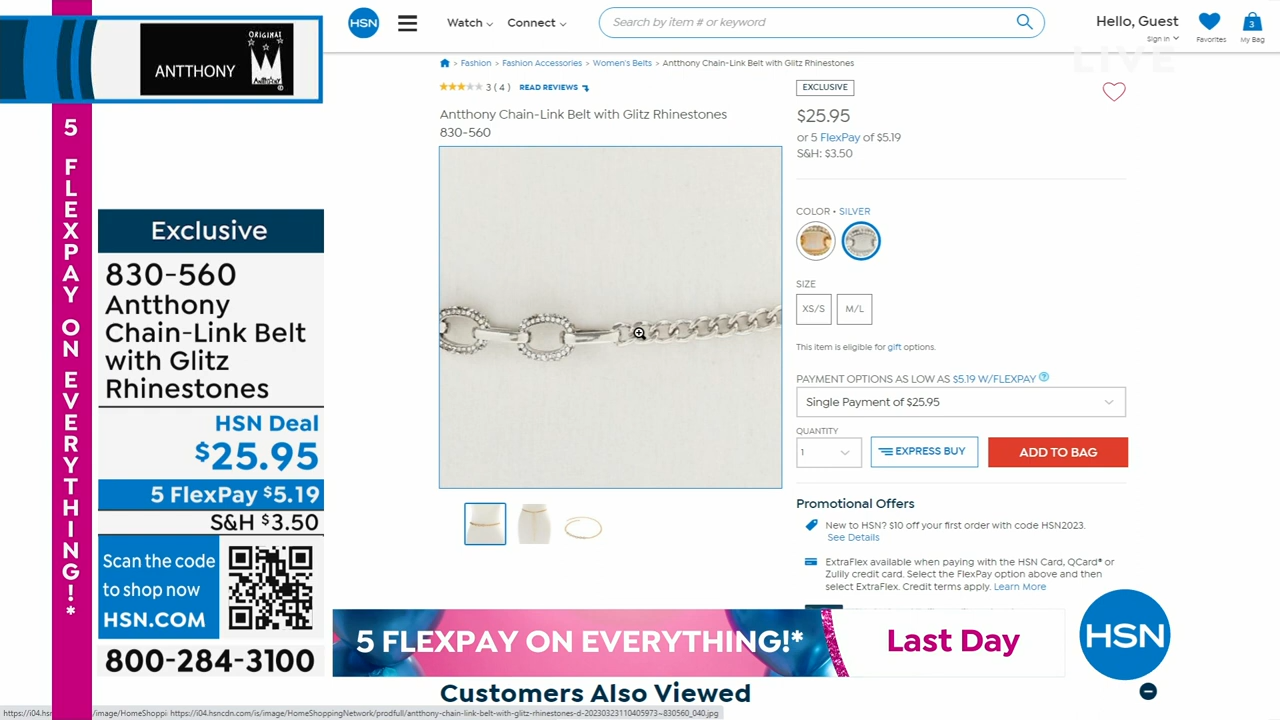 ANTTHONY
ORIGINAL
Antthony
5 FLEXPAY ON EVERYTHING!*
Exclusive
830-560
Antthony
Chain-Link Belt
with Glitz
Rhinestones
HSN Deal
$25.95
5 FlexPay $5.19
S&H $3.50
Scan the code
to shop now
HSN.COM
800-284-3100
HSN
Watch
Connect
Search by item # or keyword
Hello, Guest
Sign In
Favorites
3
My Bag
LIVE
> Fashion > Fashion Accessories > Women's Belts > Antthony Chain-Link Belt with Glitz Rhinestones
3 ( 4 ) READ REVIEWS
Antthony Chain-Link Belt with Glitz Rhinestones
830-560
EXCLUSIVE
$25.95
or 5 FlexPay of $5.19
S&H: $3.50
COLOR • SILVER
SIZE
XS/S
M/L
This item is eligible for gift options.
PAYMENT OPTIONS AS LOW AS $5.19 W/FLEXPAY ?
Single Payment of $25.95
QUANTITY
1
EXPRESS BUY
ADD TO BAG
Promotional Offers
New to HSN? $10 off your first order with code HSN2023.
See Details
ExtraFlex available when paying with the HSN Card, QCard® or
Zulily credit card. Select the FlexPay option above and then
select ExtraFlex. Credit terms apply. Learn More
5 FLEXPAY ON EVERYTHING!*
Last Day
HSN
Customers Also Viewed